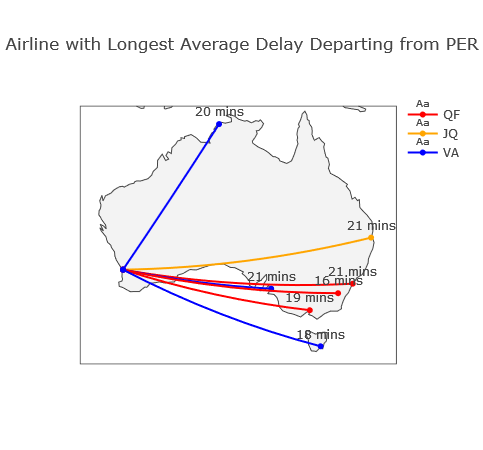 Airline with Longest Average Delay Departing from PER
Aa
QF
Aa
JQ
Aa
VA
20 mins
21 mins
21 mins
21 mins
16 mins
19 mins
18 mins